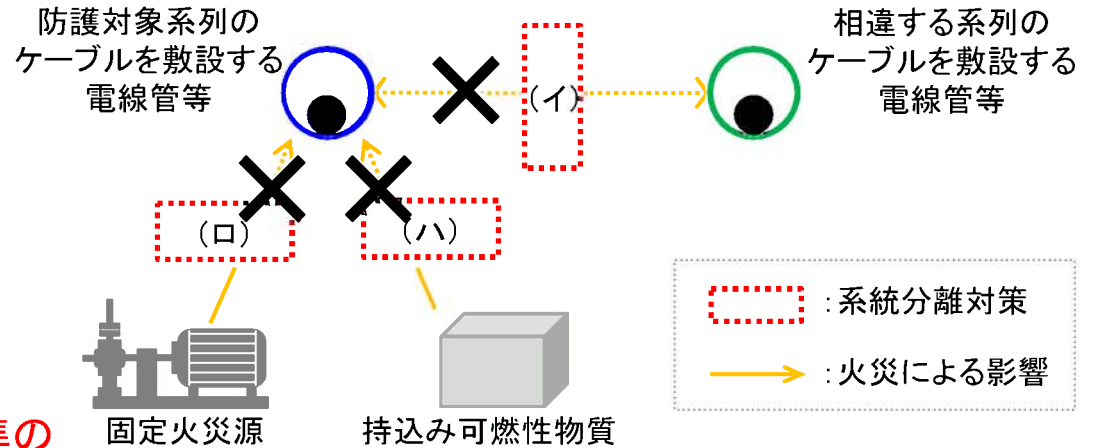 防護対象系列の
ケーブルを敷設する
電線管等
相違する系列の
ケーブルを敷設する
電線管等
(イ)
(ロ)
(ハ)
:系統分離対策
:火災による影響
固定火災源
持込み可燃性物質
準の